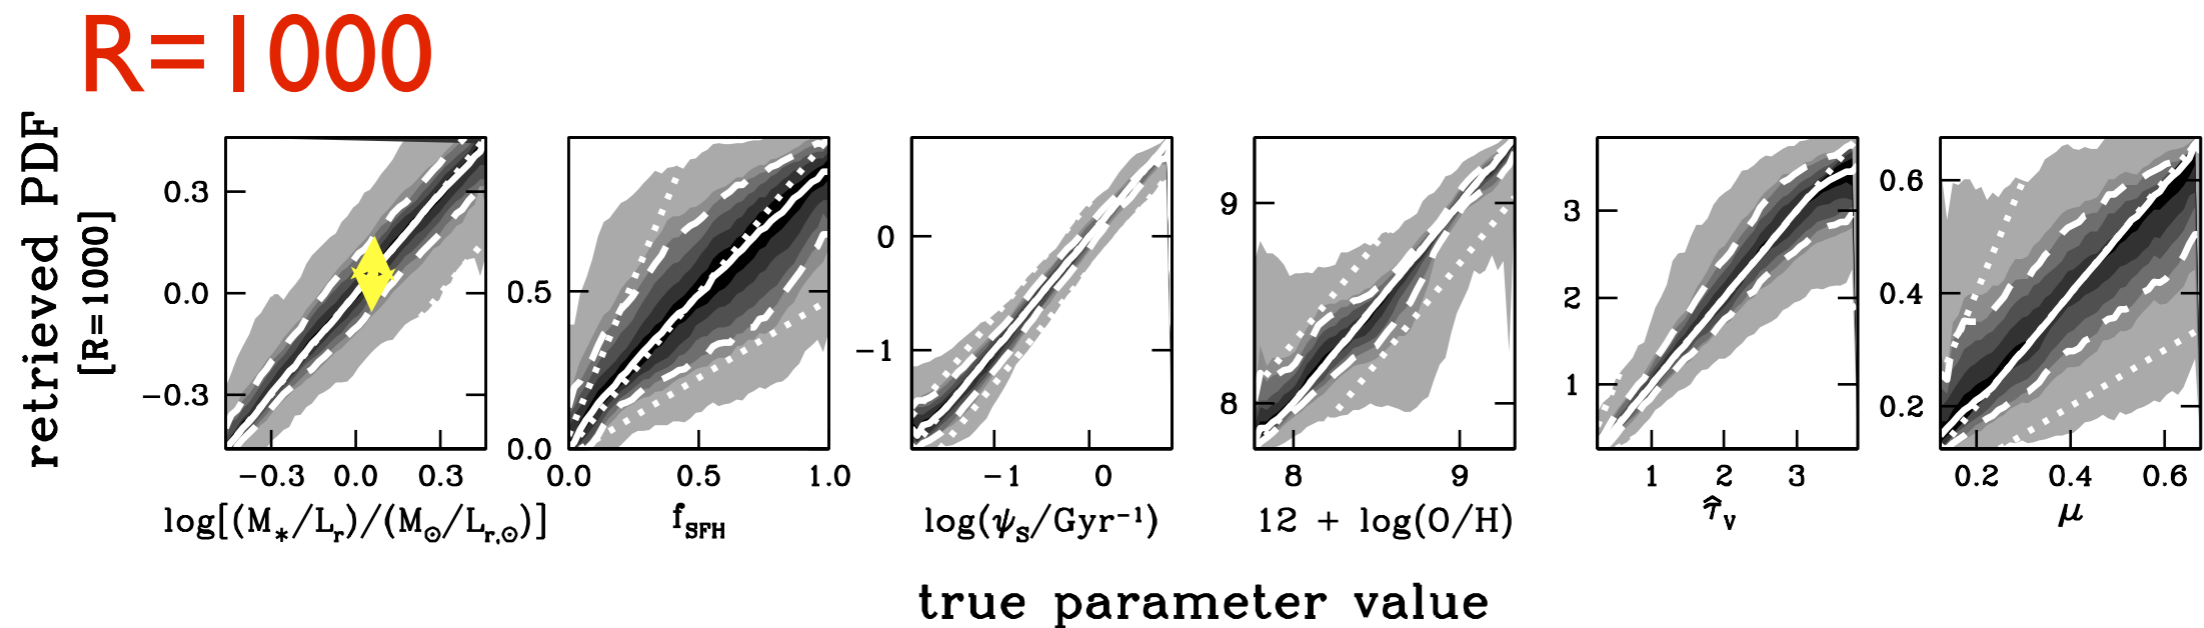 R=1000
retrieved PDF
[R=1000]
0.3
0.0
−0.3
−0.3 0.0 0.3
log[(M*/Lr)/(M⊙/Lr,⊙)]
0.5
0.0
0.0 0.5 1.0
fSFH
0
−1
−1 0
log(ψS/Gyr⁻¹)
9
8
8 9
12 + log(O/H)
3
2
1
1 2 3
τ̂V
0.6
0.4
0.2
0.2 0.4 0.6
μ
true parameter value